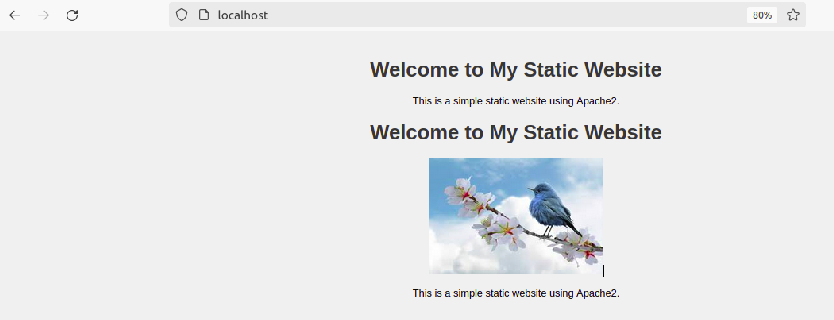 localhost
80%
Welcome to My Static Website
This is a simple static website using Apache2.
Welcome to My Static Website
This is a simple static website using Apache2.